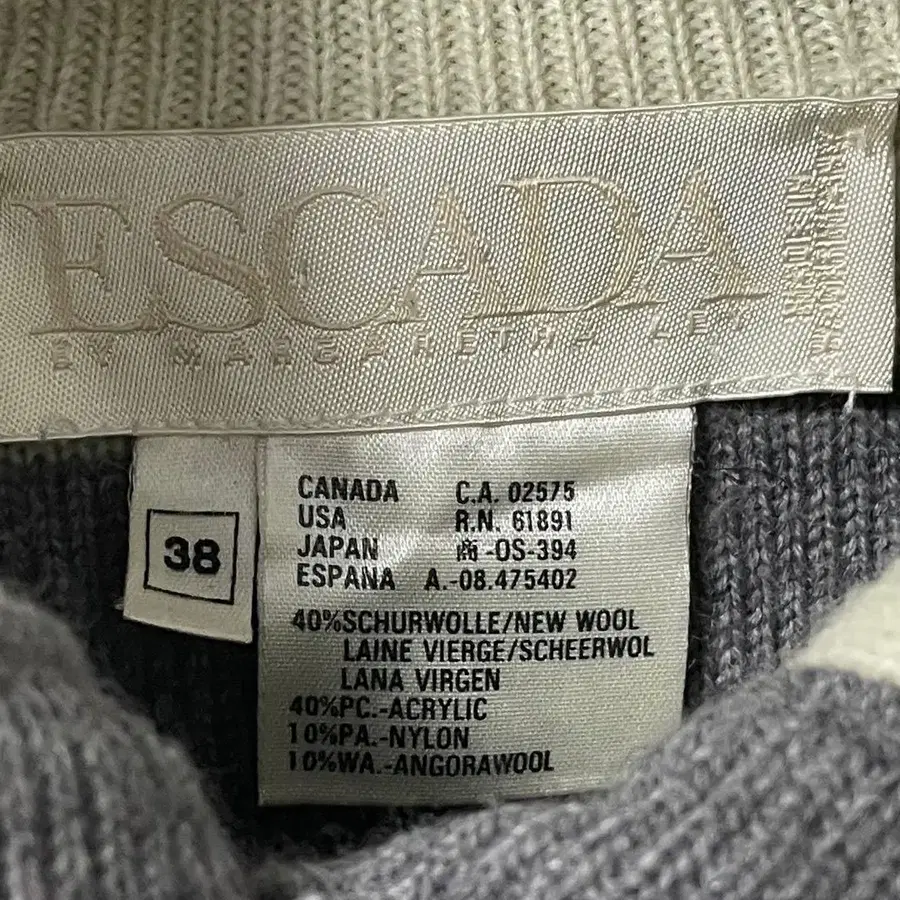 ESCADA
BY MARGARETHA LEY
38
CANADA C.A. 02575
USA R.N. 61891
JAPAN 商-OS-394
ESPANA A.-08.475402
40%SCHURWOLLE/NEW WOOL
LAINE VIERGE/SCHEERWOL
LANA VIRGEN
40%PC.-ACRYLIC
10%PA.-NYLON
10%WA.-ANGORAWOOL